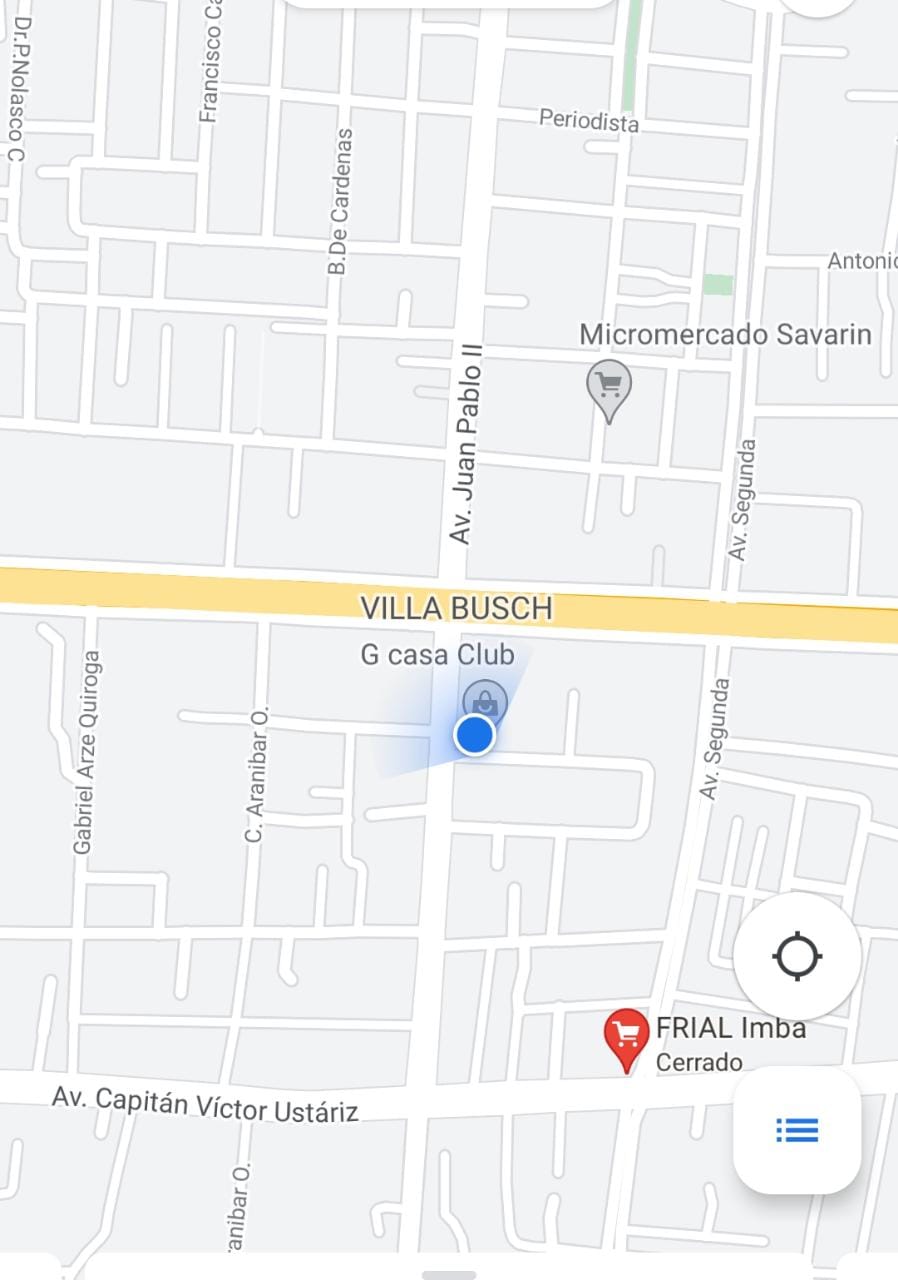 Dr.P.Nolasco C
Francisco Ca
Periodista
B.De Cardenas
Antonio
Micromercado Savarin
Av. Juan Pablo II
Av. Segunda
VILLA BUSCH
G casa Club
Gabriel Arze Quiroga
C. Aranibar O.
Av. Segunda
FRIAL Imba
Cerrado
Av. Capitán Víctor Ustáriz
ranibar O.